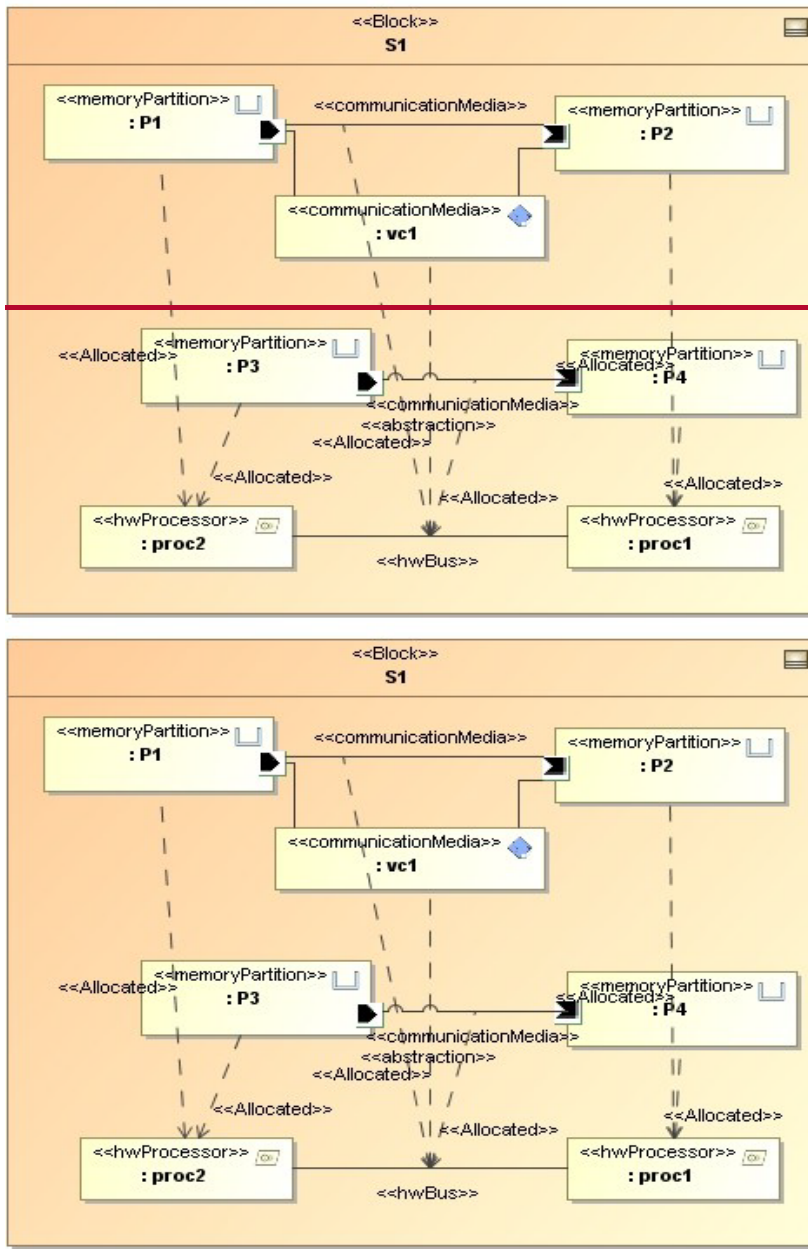 <<Block>>
S1
<<memoryPartition>>
: P1
<<communicationMedia>>
<<memoryPartition>>
: P2
<<communicationMedia>>
: vc1
<<Allocated>>
<<memoryPartition>>
: P3
<<memoryPartition>>
<<Allocated>>
: P4
<<communicationMedia>>
<<abstraction>>
<<Allocated>>
<<Allocated>>
<<Allocated>>
<<Allocated>>
<<hwProcessor>>
: proc2
<<hwBus>>
<<hwProcessor>>
: proc1
<<Block>>
S1
<<memoryPartition>>
: P1
<<communicationMedia>>
<<memoryPartition>>
: P2
<<communicationMedia>>
: vc1
<<Allocated>>
<<memoryPartition>>
: P3
<<memoryPartition>>
<<Allocated>>
: P4
<<communicationMedia>>
<<abstraction>>
<<Allocated>>
<<Allocated>>
<<Allocated>>
<<Allocated>>
<<hwProcessor>>
: proc2
<<hwBus>>
<<hwProcessor>>
: proc1